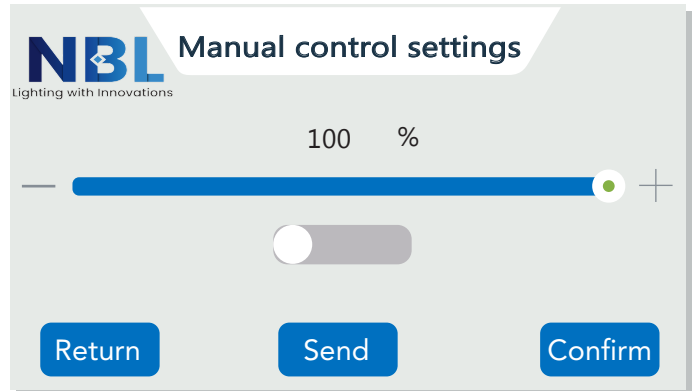 Manual control settings
NBL
Lighting with Innovations
100 %
Return Send Confirm